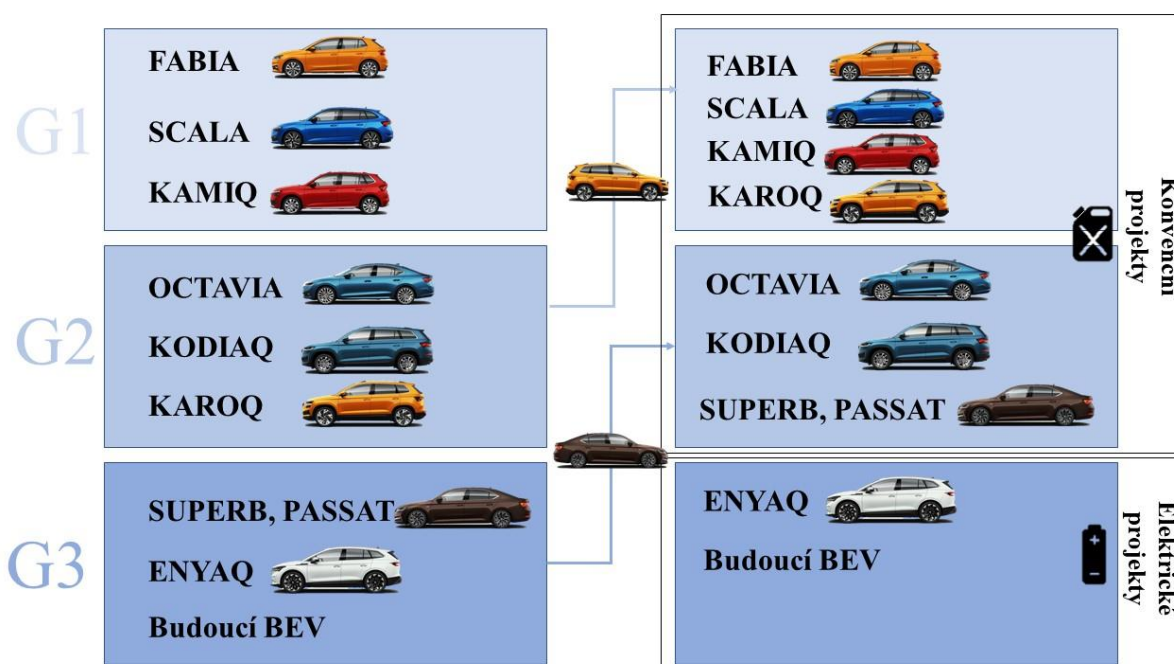 G1
FABIA
SCALA
KAMIQ
G2
OCTAVIA
KODIAQ
KAROQ
G3
SUPERB, PASSAT
ENYAQ
Budoucí BEV
FABIA
SCALA
KAMIQ
KAROQ
OCTAVIA
KODIAQ
SUPERB, PASSAT
Konvenční
projekty
ENYAQ
Budoucí BEV
Elektrické
projekty